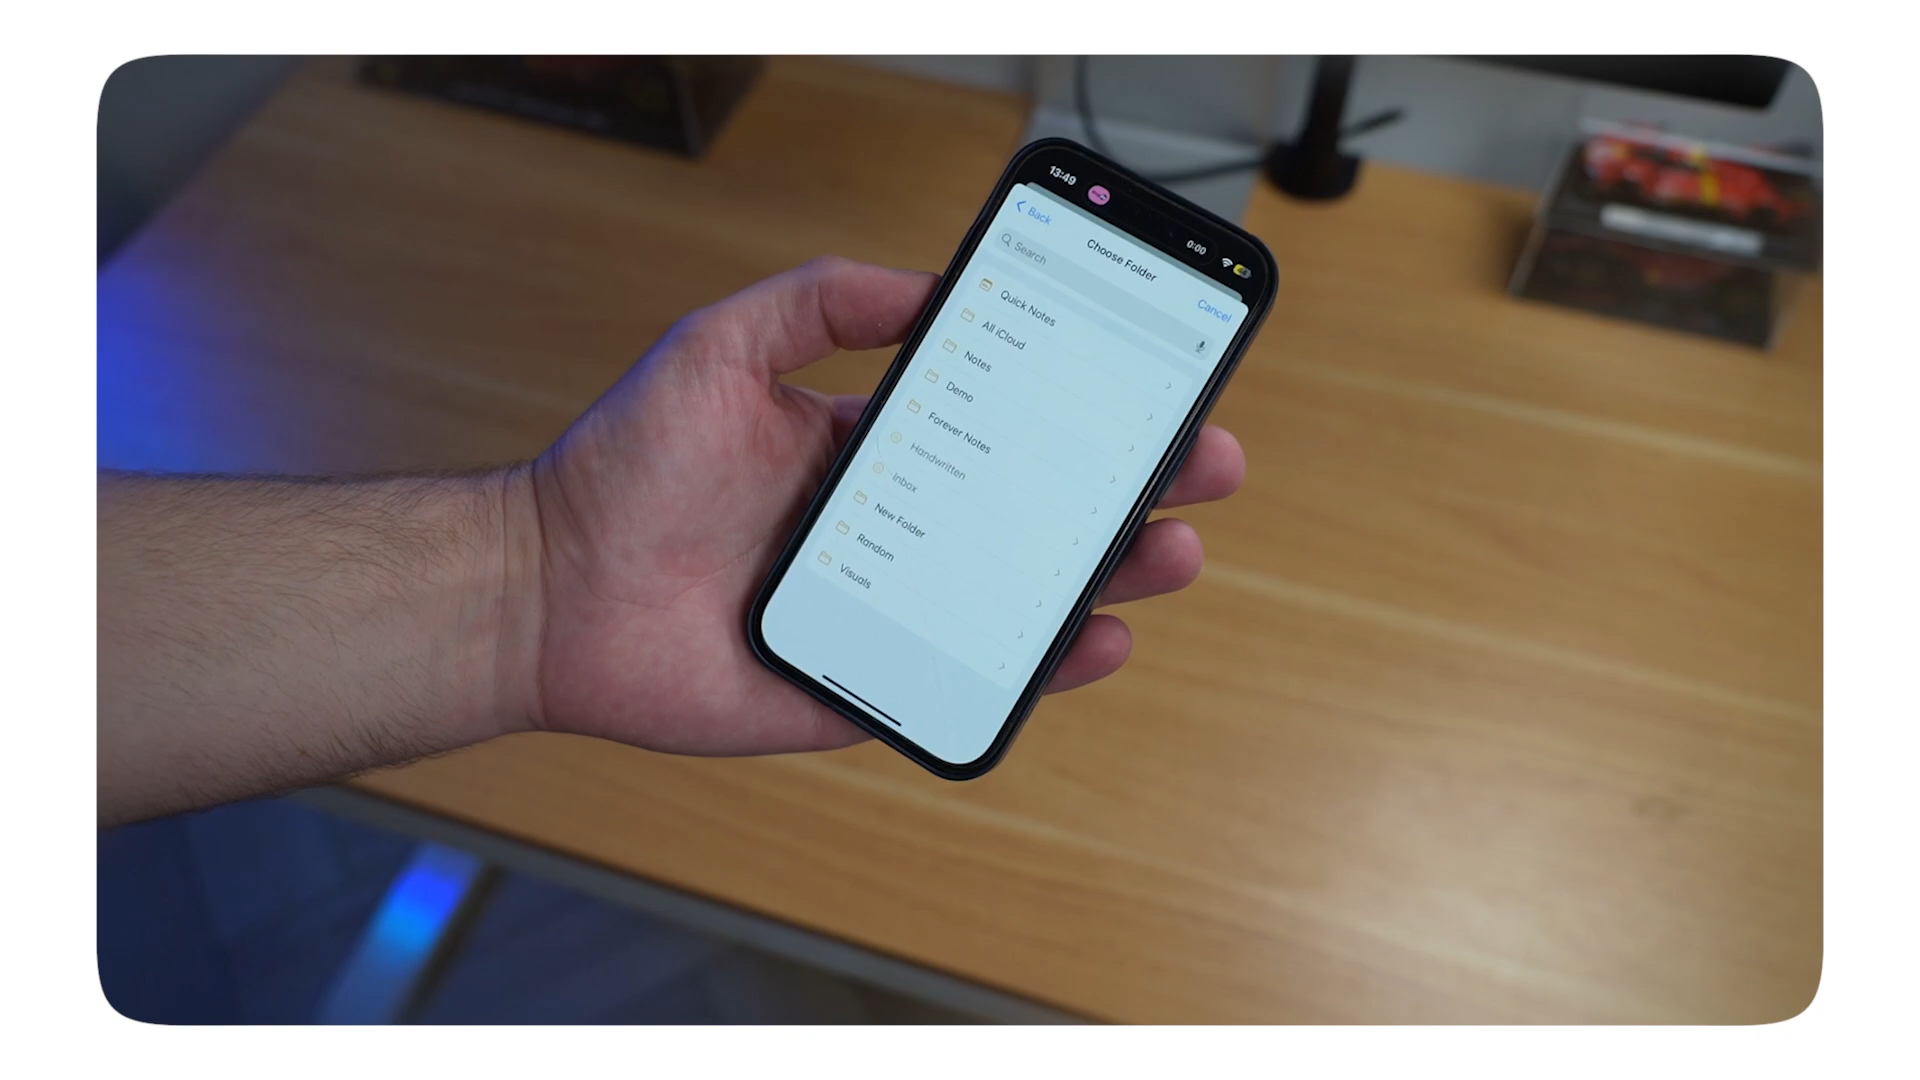 13:49
0:00
Back
Choose Folder
Cancel
Search
Quick Notes
All iCloud
Notes
Demo
Forever Notes
Handwritten
Inbox
New Folder
Random
Visuals